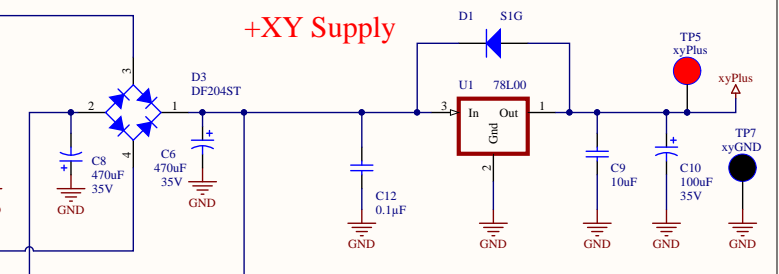 +XY Supply
D1 S1G
TP5
xyPlus
3
D3
DF204ST
U1 78L00
xyPlus
2
1
3
In
Out
1
Gnd
TP7
xyGND
+
4
C8
470uF
35V
+
C6
470uF
35V
2
C9
10uF
+
C10
100uF
35V
C12
0.1µF
GND
GND
GND
GND
GND
GND
GND